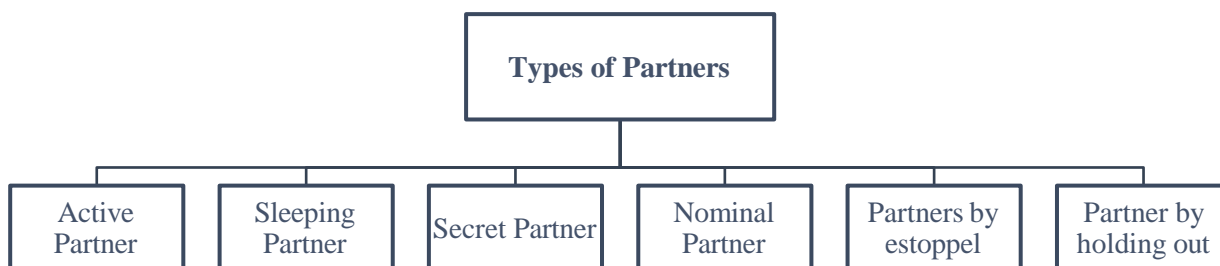 Types of Partners
Active
Partner
Sleeping
Partner
Secret Partner
Nominal
Partner
Partners by
estoppel
Partner by
holding out